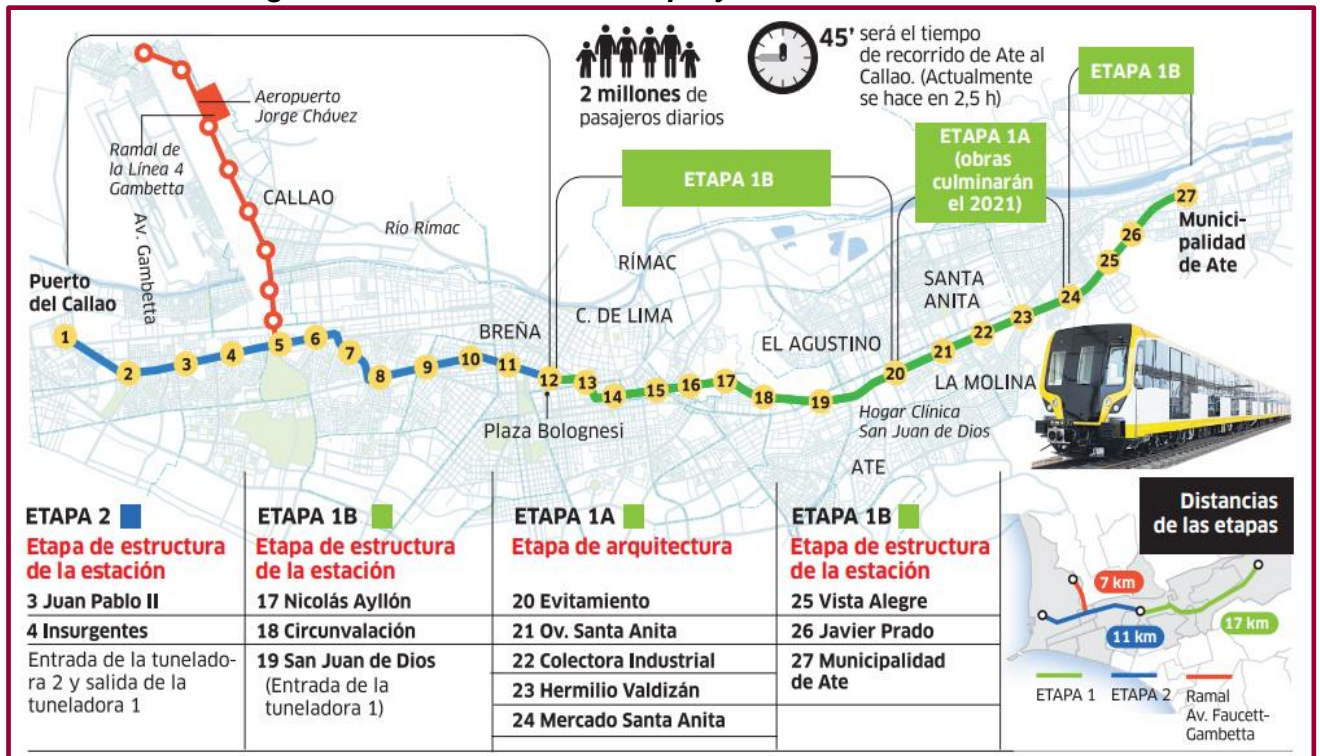 2 millones de
pasajeros diarios
45’ será el tiempo
de recorrido de Ate al
Callao. (Actualmente
se hace en 2,5 h)
ETAPA 1B
ETAPA 1A
(obras
culminarán
el 2021)
ETAPA 1B
Aeropuerto
Jorge Chávez
Ramal de
la Línea 4
Gambetta
Av. Gambetta
CALLAO
Río Rímac
Puerto
del Callao
RÍMAC
C. DE LIMA
BREÑA
EL AGUSTINO
SANTA
ANITA
LA MOLINA
ATE
Hogar Clínica
San Juan de Dios
Plaza Bolognesi
Munici-
palidad
de Ate
1
2
3
4
5
6
7
8
9
10
11
12
13
14
15
16
17
18
19
20
21
22
23
24
25
26
27
ETAPA 2
Etapa de estructura
de la estación
3 Juan Pablo II
4 Insurgentes
Entrada de la tunelado-
ra 2 y salida de la
tuneladora 1
ETAPA 1B
Etapa de estructura
de la estación
17 Nicolás Ayllón
18 Circunvalación
19 San Juan de Dios
(Entrada de la
tuneladora 1)
ETAPA 1A
Etapa de arquitectura
20 Evitamiento
21 Ov. Santa Anita
22 Colectora Industrial
23 Hermilio Valdizán
24 Mercado Santa Anita
ETAPA 1B
Etapa de estructura
de la estación
25 Vista Alegre
26 Javier Prado
27 Municipalidad
de Ate
Distancias
de las etapas
7 km
11 km
17 km
ETAPA 1
ETAPA 2
Ramal
Av. Faucett-
Gambetta